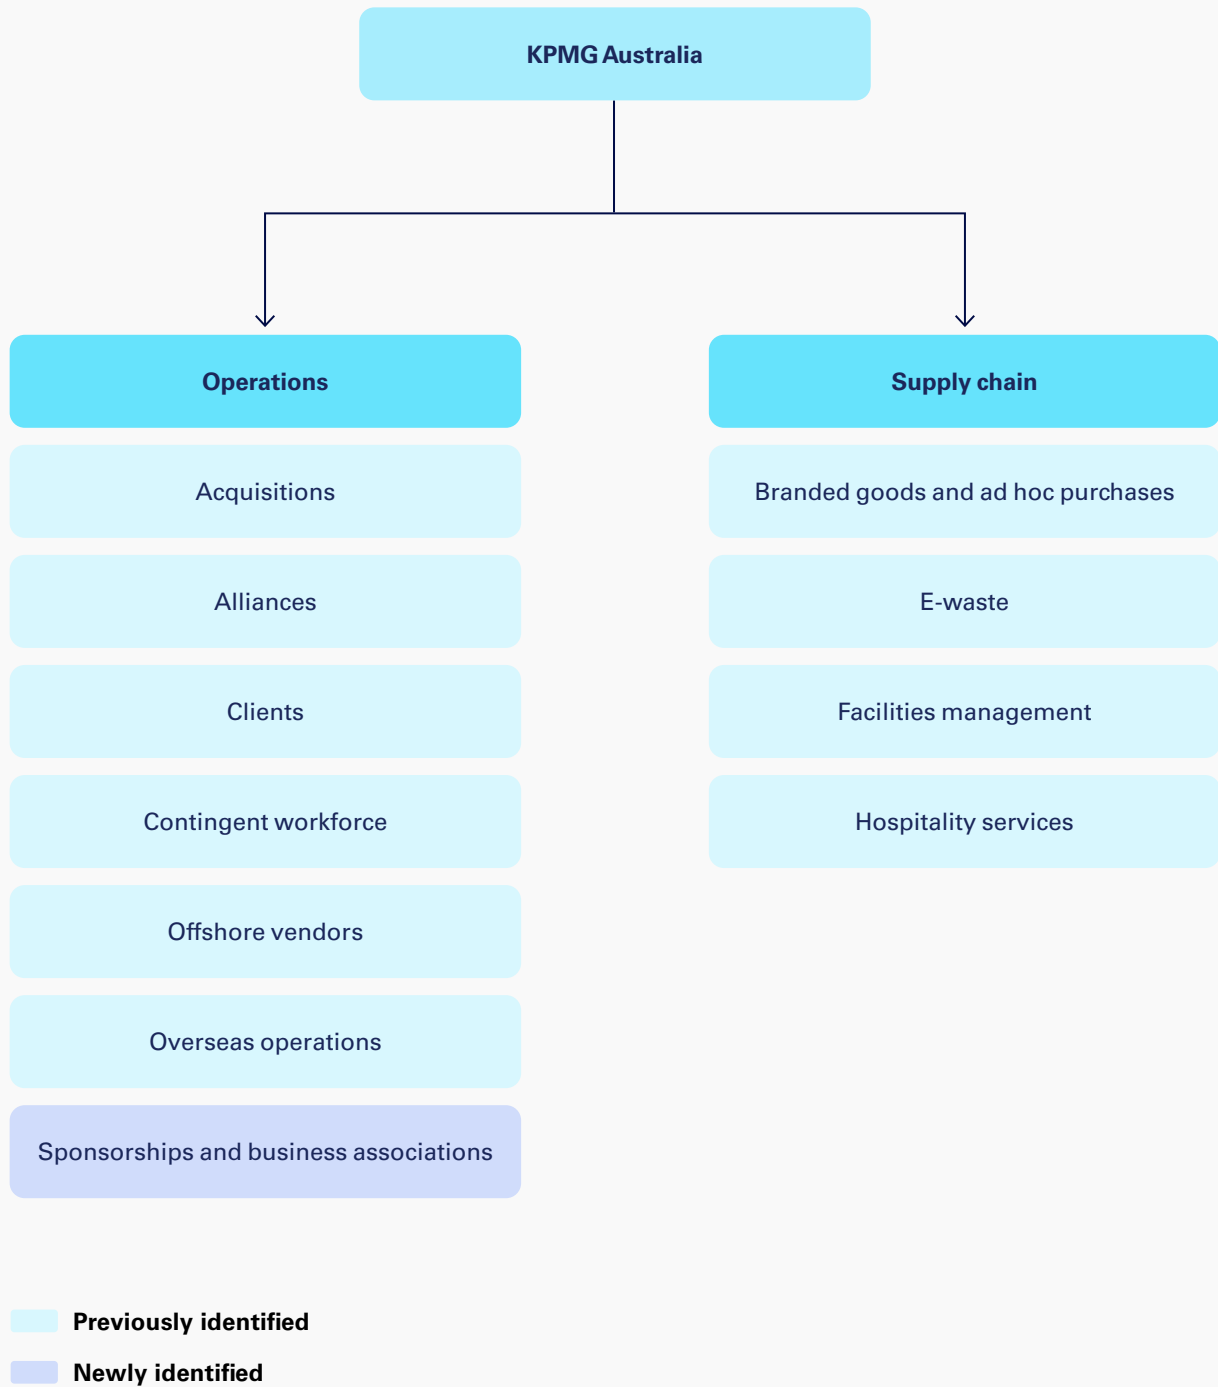 KPMG Australia
Operations
Acquisitions
Alliances
Clients
Contingent workforce
Offshore vendors
Overseas operations
Sponsorships and business associations
Supply chain
Branded goods and ad hoc purchases
E-waste
Facilities management
Hospitality services
Previously identified
Newly identified